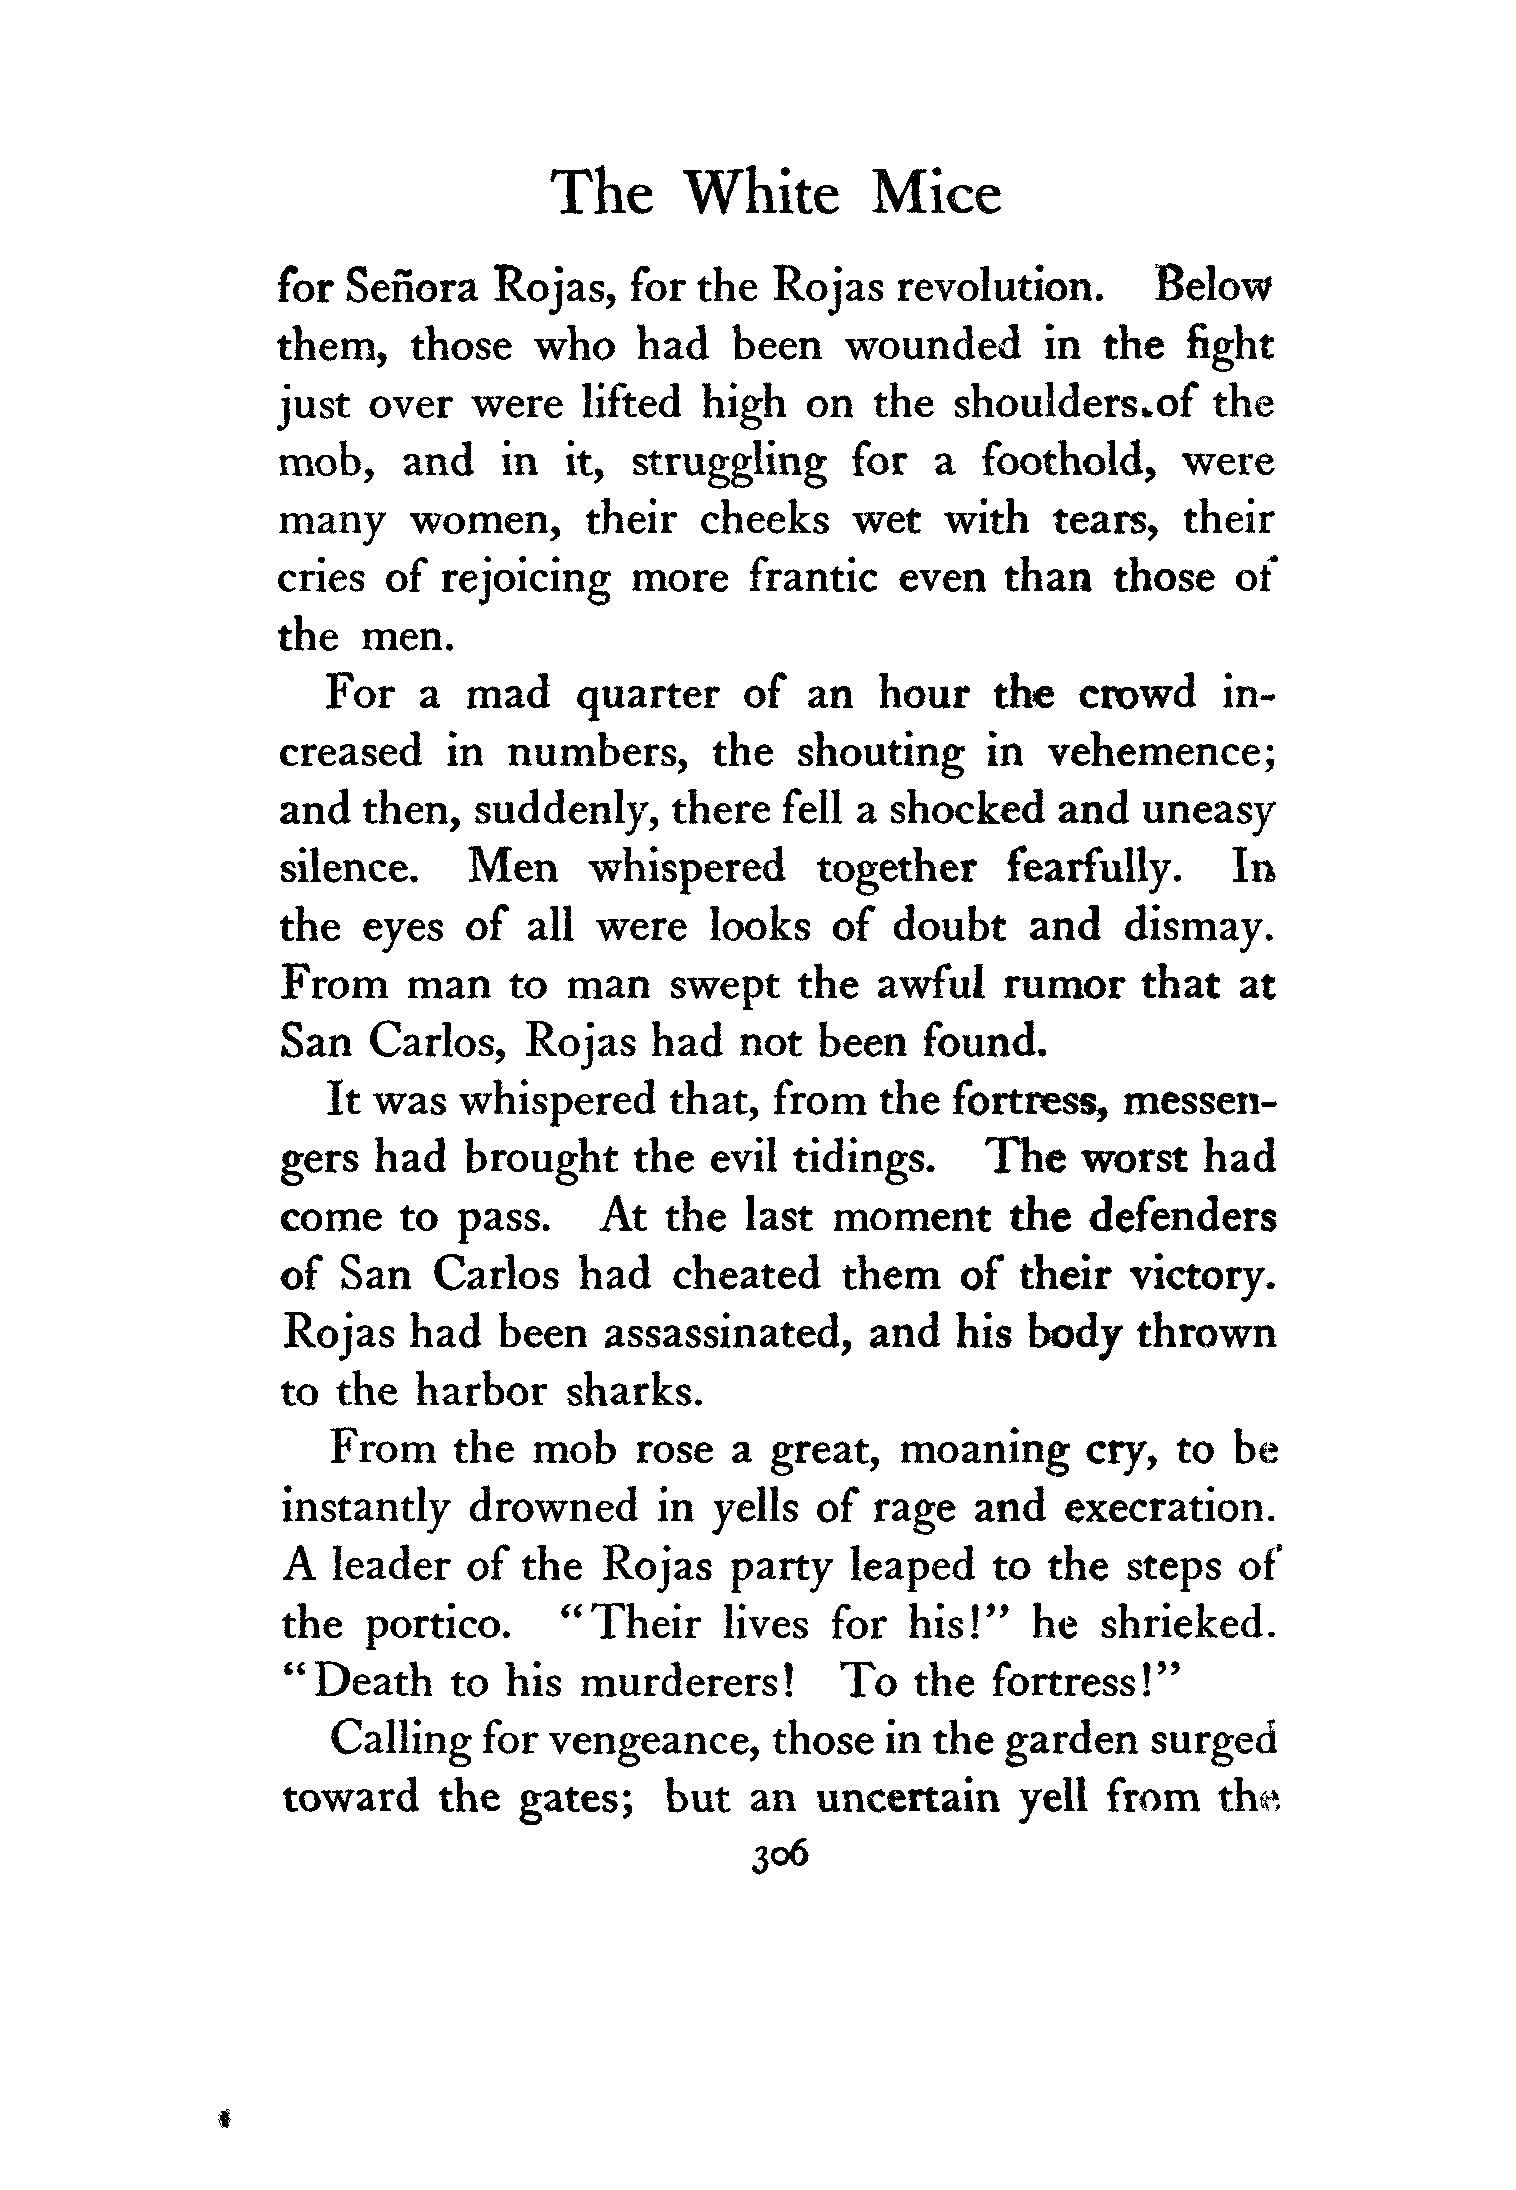 The White Mice
for Señora Rojas, for the Rojas revolution. Below
them, those who had been wounded in the fight
just over were lifted high on the shoulders of the
mob, and in it, struggling for a foothold, were
many women, their cheeks wet with tears, their
cries of rejoicing more frantic even than those of
the men.
For a mad quarter of an hour the crowd in-
creased in numbers, the shouting in vehemence;
and then, suddenly, there fell a shocked and uneasy
silence. Men whispered together fearfully. In
the eyes of all were looks of doubt and dismay.
From man to man swept the awful rumor that at
San Carlos, Rojas had not been found.
It was whispered that, from the fortress, messen-
gers had brought the evil tidings. The worst had
come to pass. At the last moment the defenders
of San Carlos had cheated them of their victory.
Rojas had been assassinated, and his body thrown
to the harbor sharks.
From the mob rose a great, moaning cry, to be
instantly drowned in yells of rage and execration.
A leader of the Rojas party leaped to the steps of
the portico. "Their lives for his!" he shrieked.
"Death to his murderers! To the fortress!"
Calling for vengeance, those in the garden surged
toward the gates; but an uncertain yell from the
306